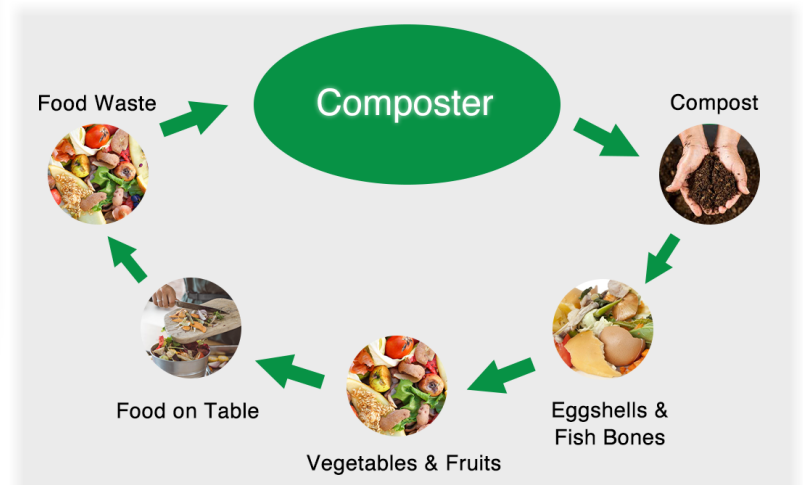 Composter
Food Waste
Compost
Eggshells &
Fish Bones
Vegetables & Fruits
Food on Table